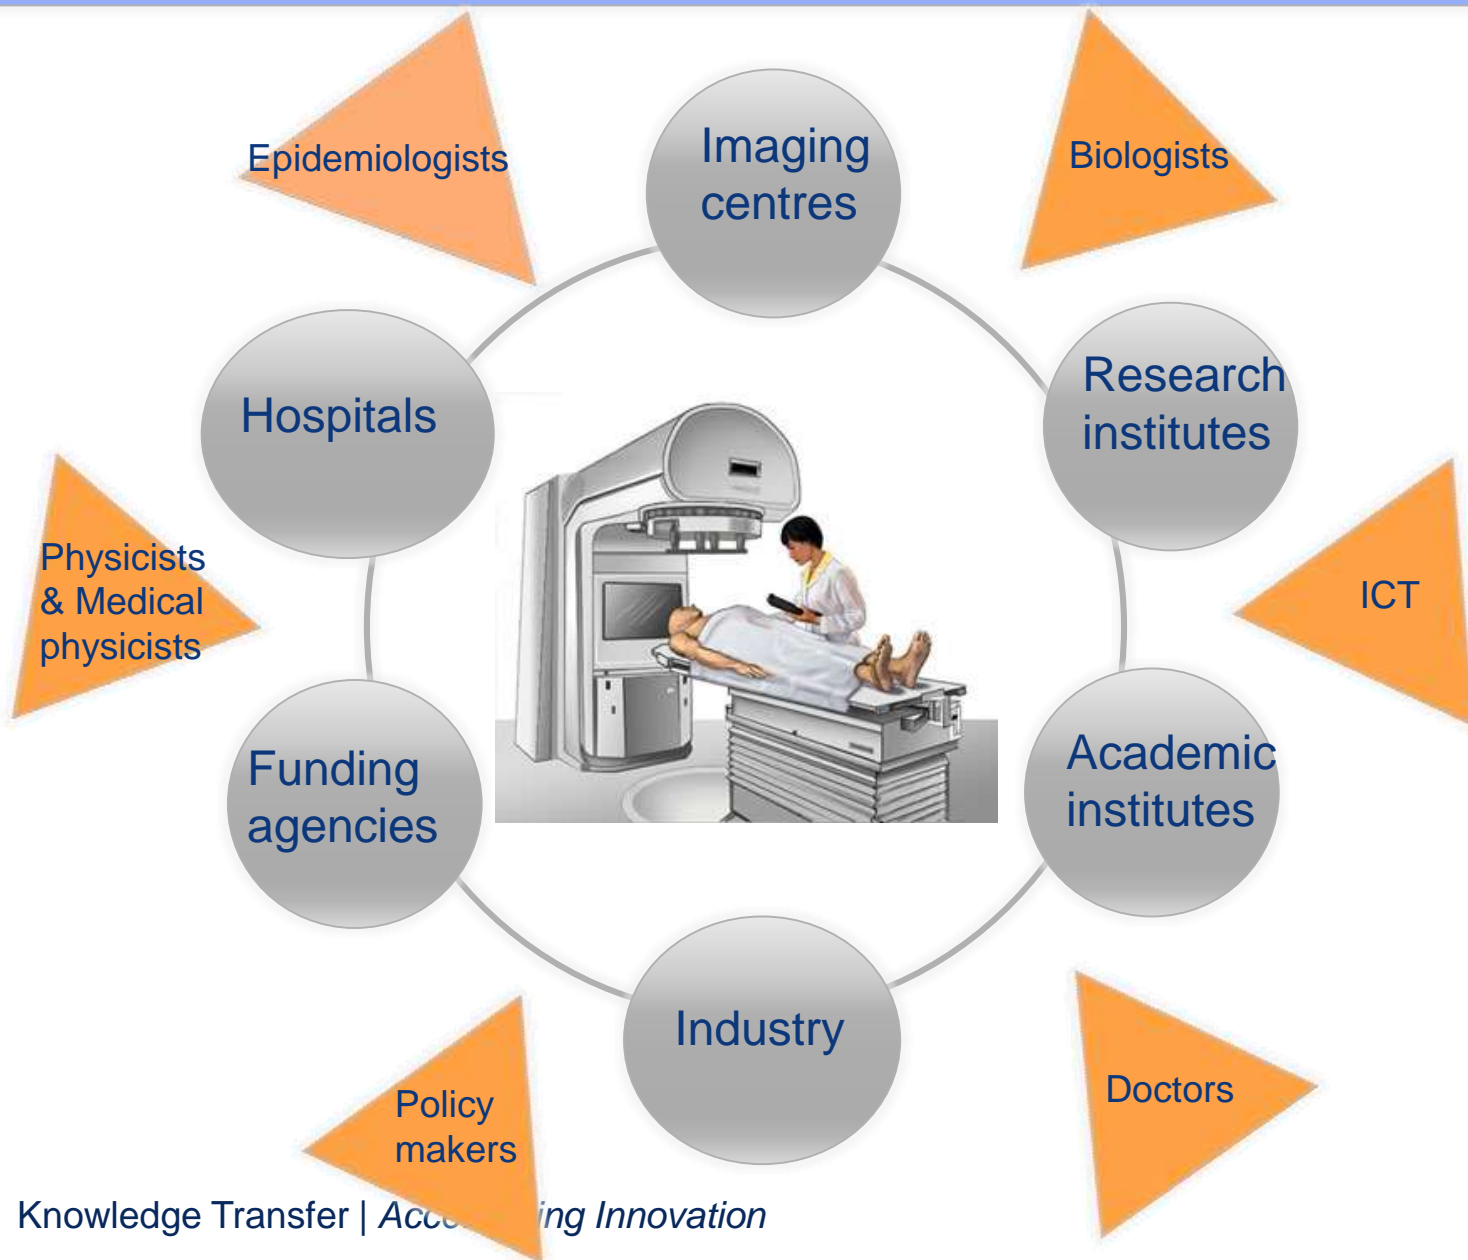 Epidemiologists
Imaging
centres
Biologists
Hospitals
Research
institutes
Physicists
& Medical
physicists
ICT
Funding
agencies
Academic
institutes
Industry
Policy
makers
Doctors
Knowledge Transfer | Innovation